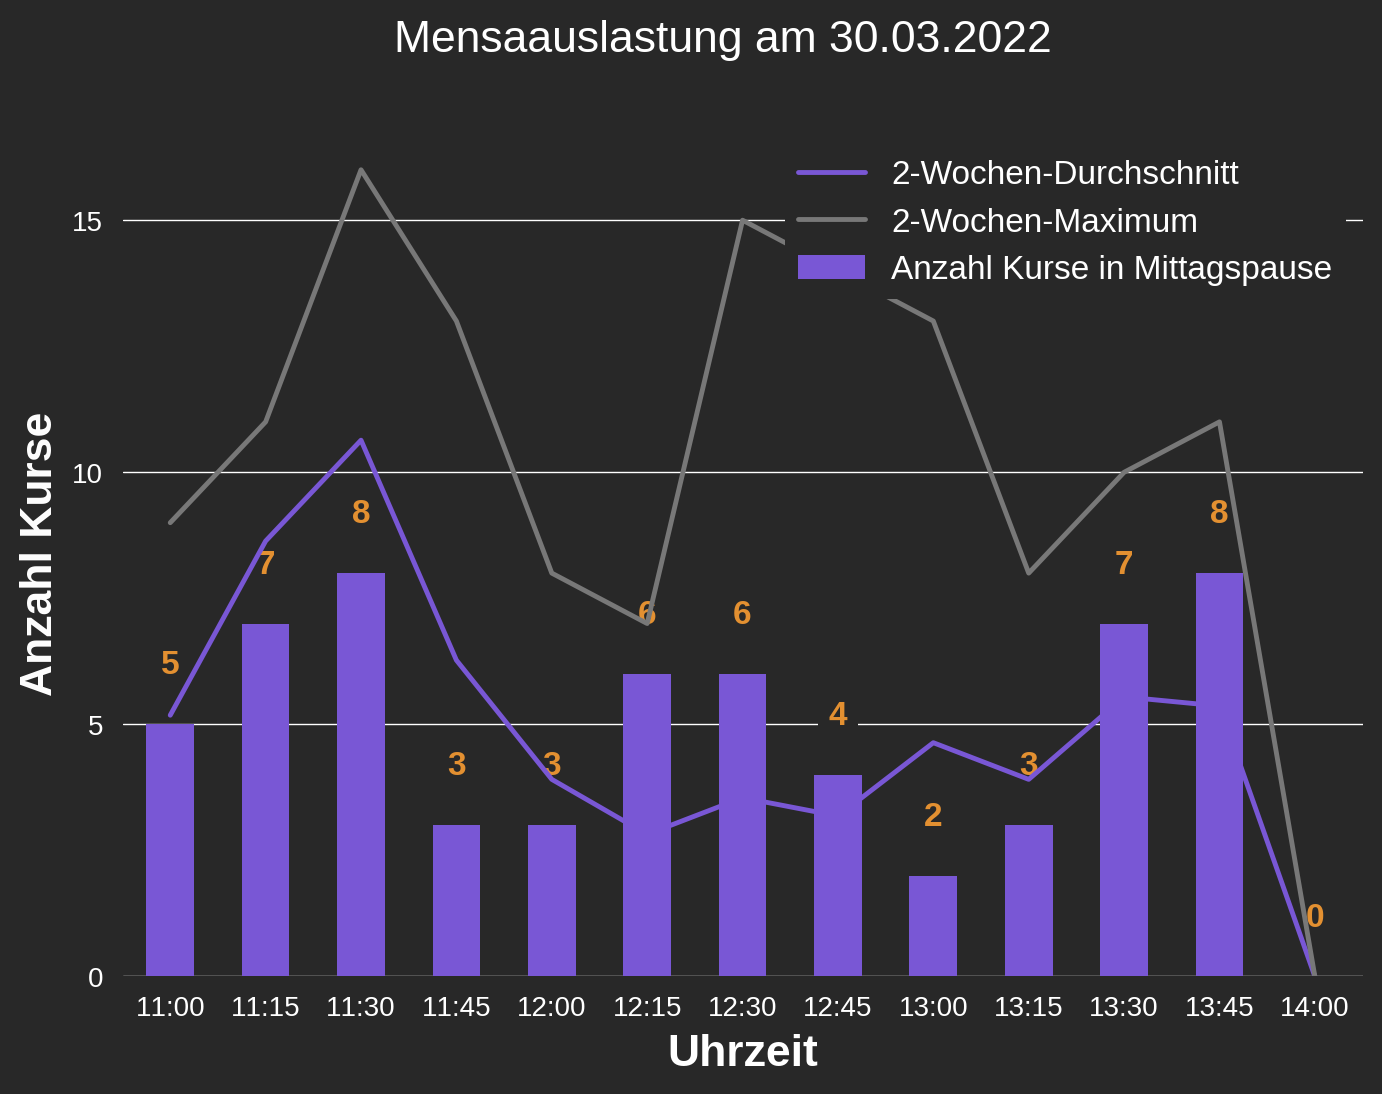 Mensaauslastung am 30.03.2022
2-Wochen-Durchschnitt
2-Wochen-Maximum
Anzahl Kurse in Mittagspause
Anzahl Kurse
15
10
5
0
5
7
8
3
3
6
6
4
2
3
7
8
0
11:00 11:15 11:30 11:45 12:00 12:15 12:30 12:45 13:00 13:15 13:30 13:45 14:00
Uhrzeit